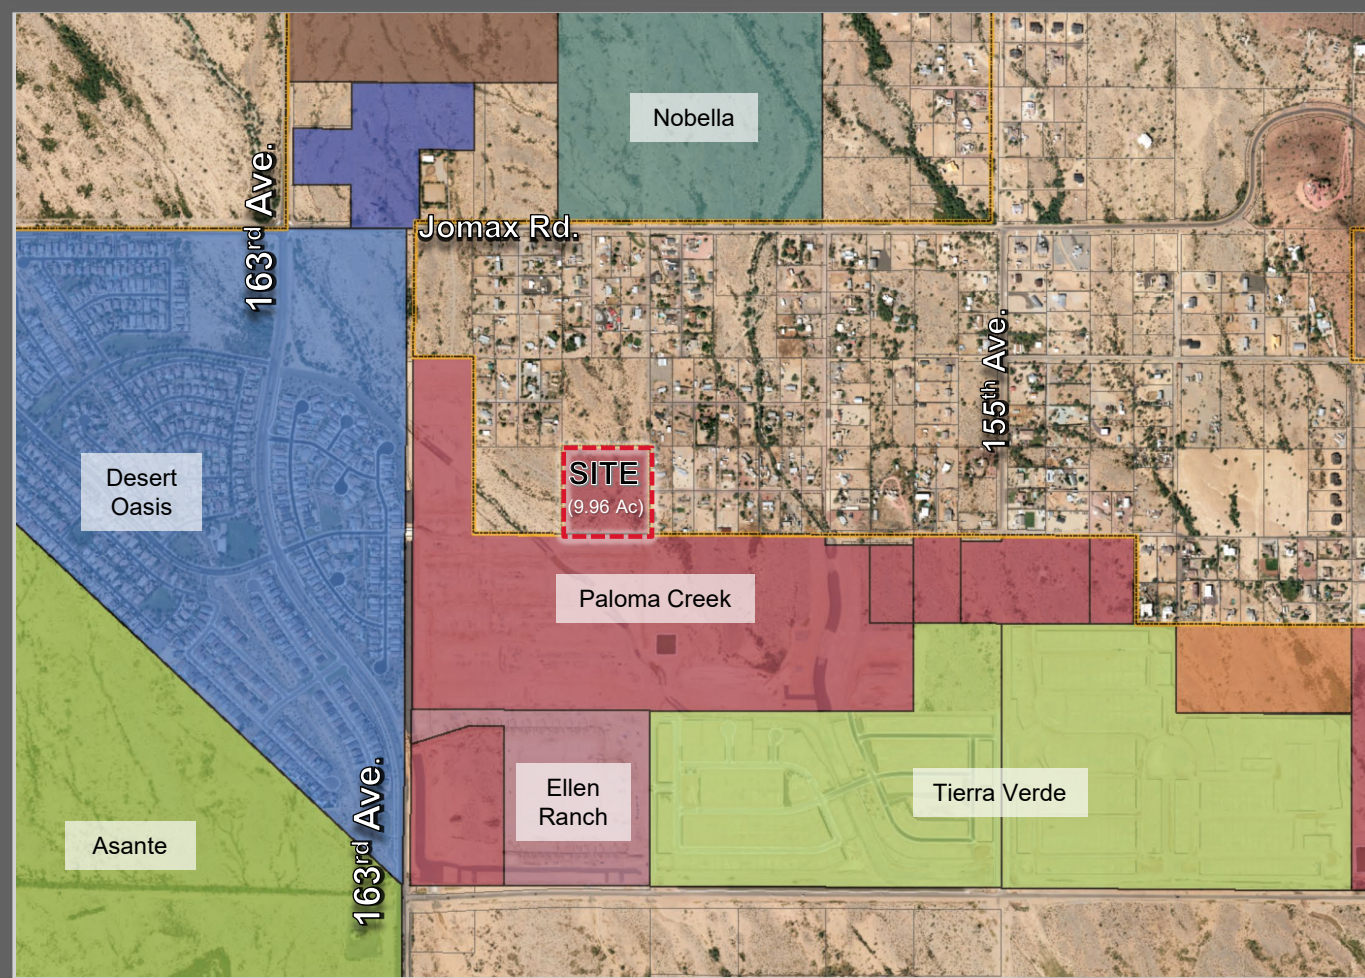 Nobella
163rd Ave.
Jomax Rd.
155th Ave.
Desert
Oasis
SITE
(9.96 Ac)
Paloma Creek
Ellen
Ranch
Tierra Verde
Asante
163rd Ave.